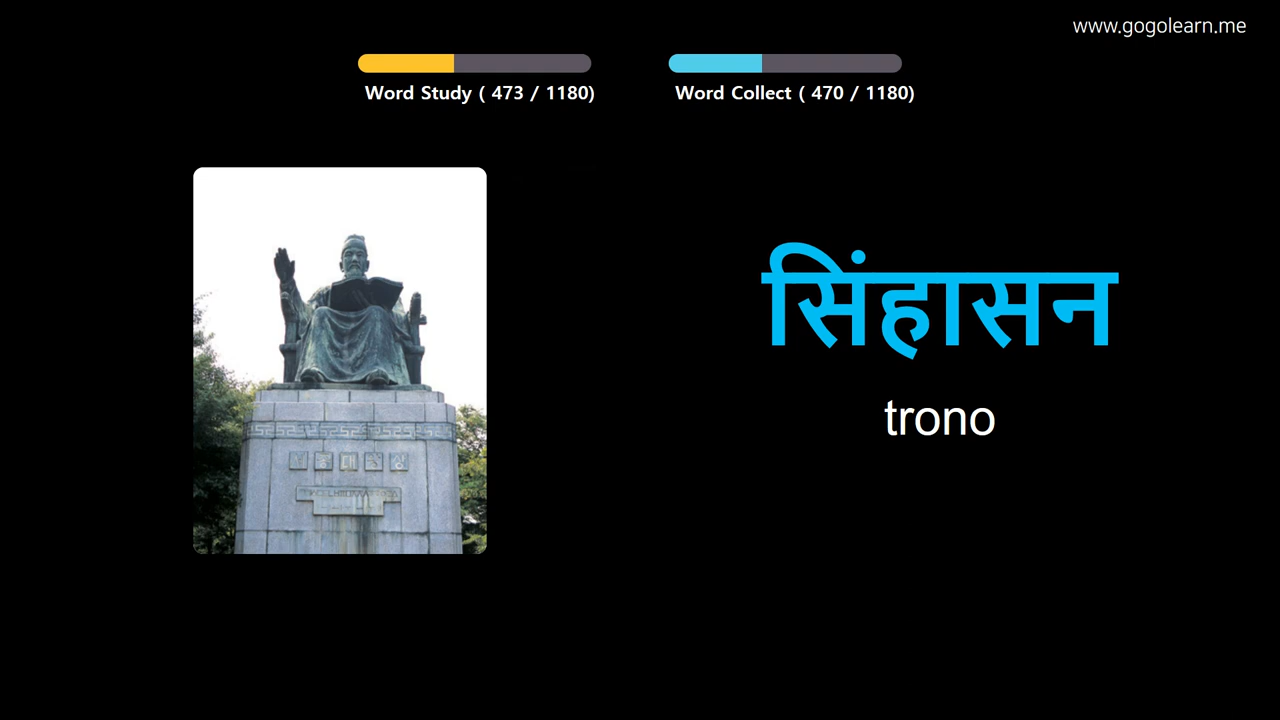 www.gogolearn.me
Word Study ( 473 / 1180)
Word Collect ( 470 / 1180)
सिंहासन
trono